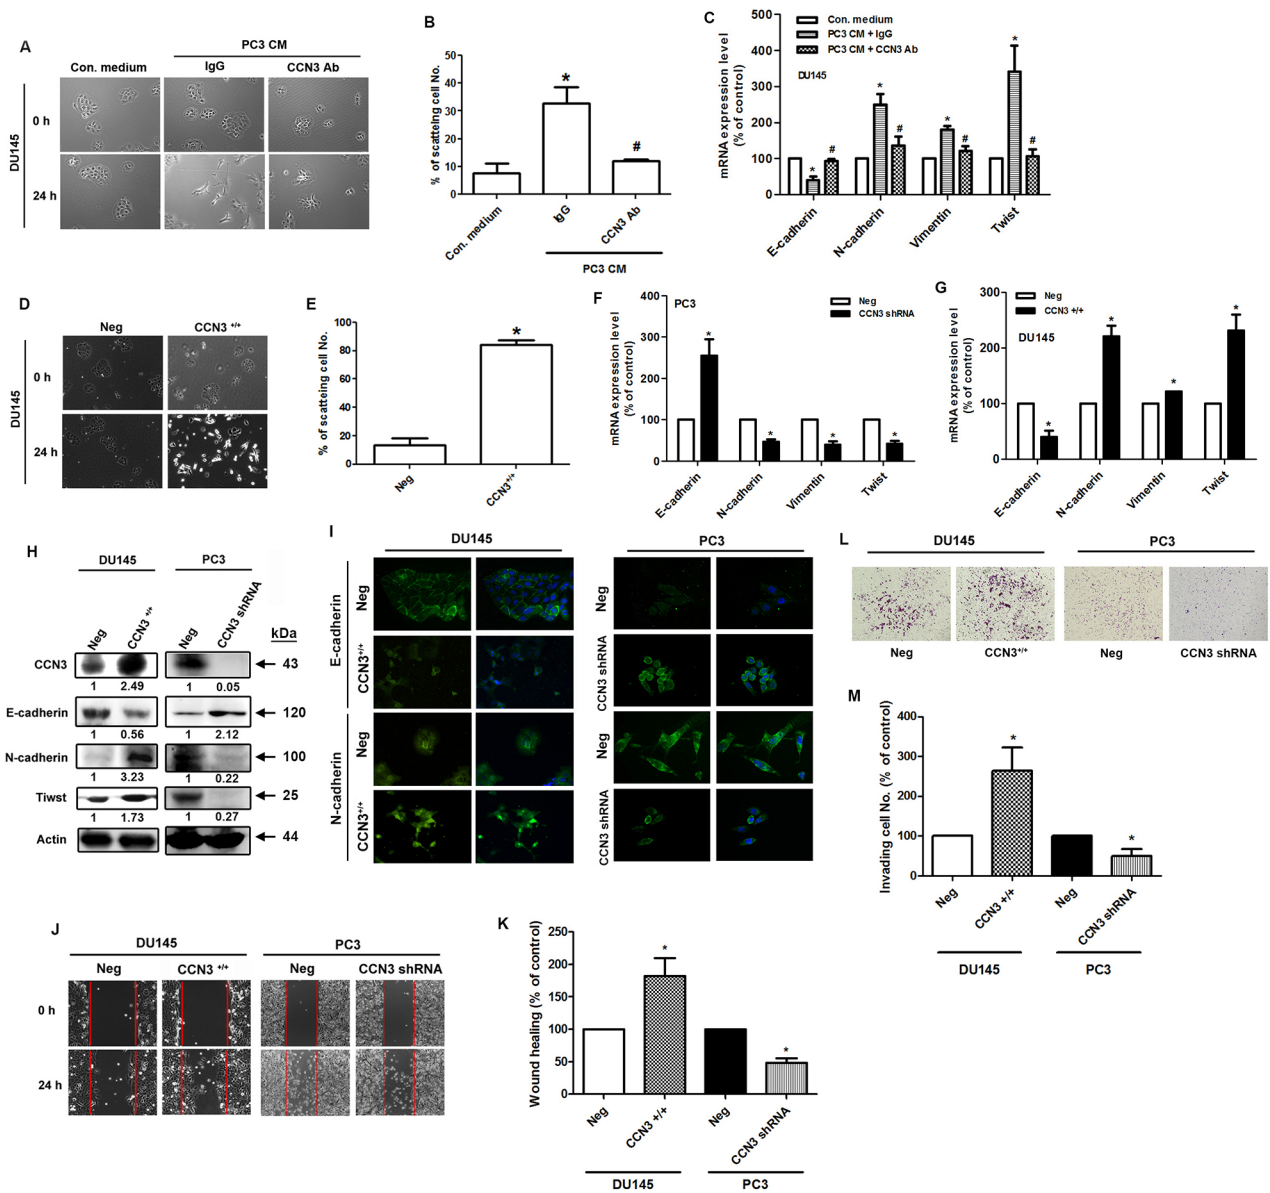 A
PC3 CM
Con. medium
IgG
CCN3 Ab
DU145
0 h
24 h
B
% of scatteing cell No.
50
40
30
20
10
0
*
#
Con. medium
IgG
CCN3 Ab
PC3 CM
C
mRNA expression level
(% of control)
500
400
300
200
100
0
Con. medium
PC3 CM + IgG
PC3 CM + CCN3 Ab
DU145
* # * # * # * #
E-cadherin
N-cadherin
Vimentin
Twist
D
Neg
CCN3 +/+
DU145
0 h
24 h
E
% of scatteing cell No.
100
80
60
40
20
0
*
Neg
CCN3+/+
F
mRNA expression level
(% of control)
400
300
200
100
0
PC3
Neg
CCN3 shRNA
* * * *
E-cadherin
N-cadherin
Vimentin
Twist
G
mRNA expression level
(% of control)
300
200
100
0
Neg
CCN3 +/+
DU145
* * * *
E-cadherin
N-cadherin
Vimentin
Twist
H
DU145
PC3
Neg
CCN3 +/+
Neg
CCN3 shRNA
kDa
CCN3
43
1 2.49 1 0.05
E-cadherin
120
1 0.56 1 2.12
N-cadherin
100
1 3.23 1 0.22
Tiwst
25
1 1.73 1 0.27
Actin
44
I
DU145
PC3
E-cadherin
N-cadherin
Neg
CCN3+/+
Neg
CCN3+/+
Neg
CCN3 shRNA
Neg
CCN3 shRNA
L
DU145
PC3
Neg
CCN3+/+
Neg
CCN3 shRNA
M
Invading cell No. (% of control)
400
300
200
100
0
* *
Neg
CCN3 +/+
Neg
CCN3 shRNA
DU145
PC3
J
DU145
PC3
Neg
CCN3 +/+
Neg
CCN3 shRNA
0 h
24 h
K
Wound healing (% of control)
250
200
150
100
50
0
* *
Neg
CCN3 +/+
Neg
CCN3 shRNA
DU145
PC3